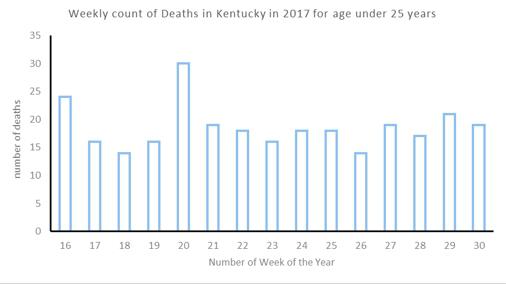 Weekly count of Deaths in Kentucky in 2017 for age under 25 years
35
30
25
20
15
10
5
0
number of deaths
16 17 18 19 20 21 22 23 24 25 26 27 28 29 30
Number of Week of the Year